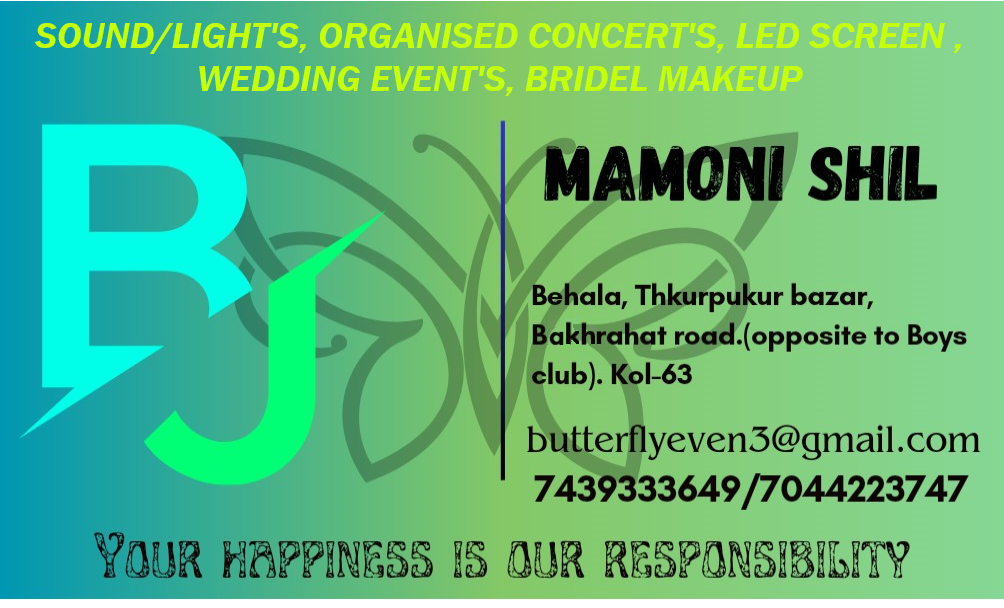 SOUND/LIGHT'S, ORGANISED CONCERT'S, LED SCREEN ,
WEDDING EVENT'S, BRIDEL MAKEUP
BJ
MAMONI SHIL
Behala, Thkurpukur bazar,
Bakhrahat road.(opposite to Boys
club). Kol-63
butterflyeven3@gmail.com
7439333649/7044223747
YOUR HAPPINESS IS OUR RESPONSIBILITY